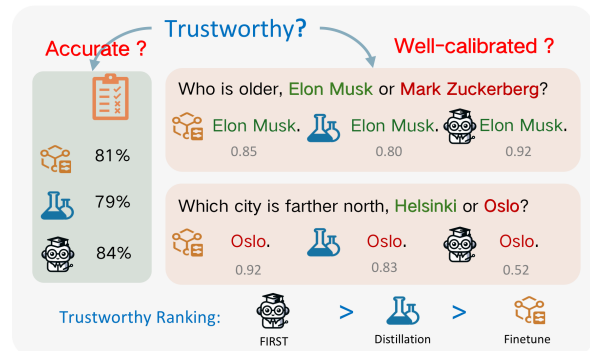 Trustworthy?
Accurate ?
Well-calibrated ?
Who is older, Elon Musk or Mark Zuckerberg?
Elon Musk. Elon Musk. Elon Musk.
0.85 0.80 0.92
81%
79%
84%
Which city is farther north, Helsinki or Oslo?
Oslo. Oslo. Oslo.
0.92 0.83 0.52
Trustworthy Ranking: > >
FIRST Distillation Finetune